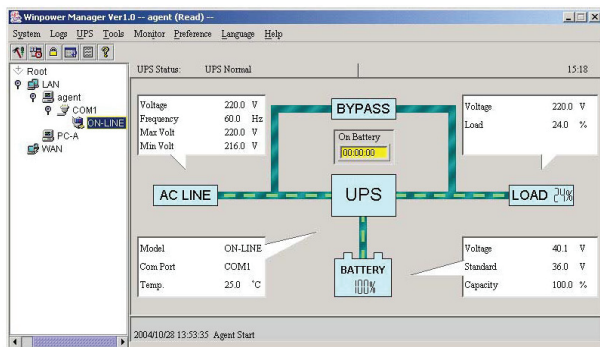 Winpower Manager Ver1.0 -- agent (Read) --
System Logs UPS Tools Monitor Preference Language Help
Root
LAN
agent
COM1
ON-LINE
PC-A
WAN
UPS Status: UPS Normal 15:18
Voltage 220.0 V
Frequency 60.0 Hz
Max Volt 220.0 V
Min Volt 216.0 V
BYPASS
On Battery
00:00:00
Voltage 220.0 V
Load 24.0 %
AC LINE
UPS
LOAD 24%
Model ON-LINE
Com Port COM1
Temp. 25.0 °C
BATTERY
100%
Voltage 40.1 V
Standard 36.0 V
Capacity 100.0 %
2004/10/28 13:53:35 Agent Start